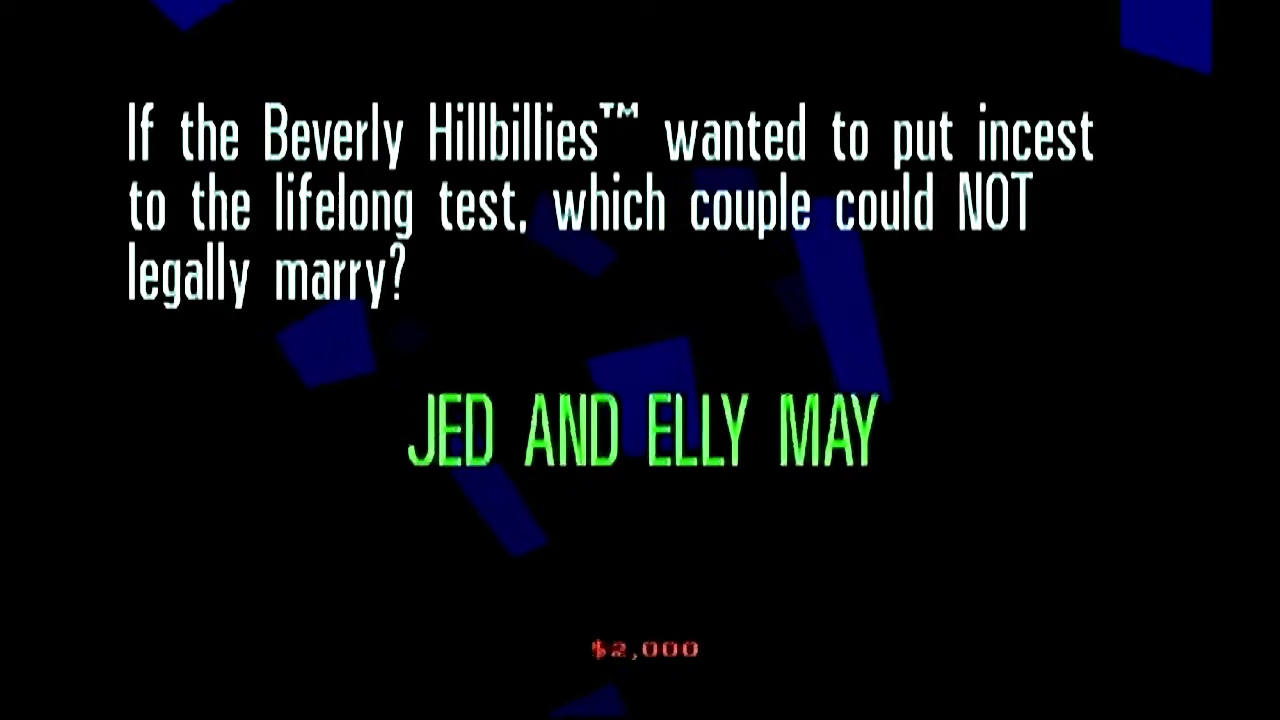 If the Beverly Hillbillies™ wanted to put incest
to the lifelong test, which couple could NOT
legally marry?
JED AND ELLY MAY
$2,000